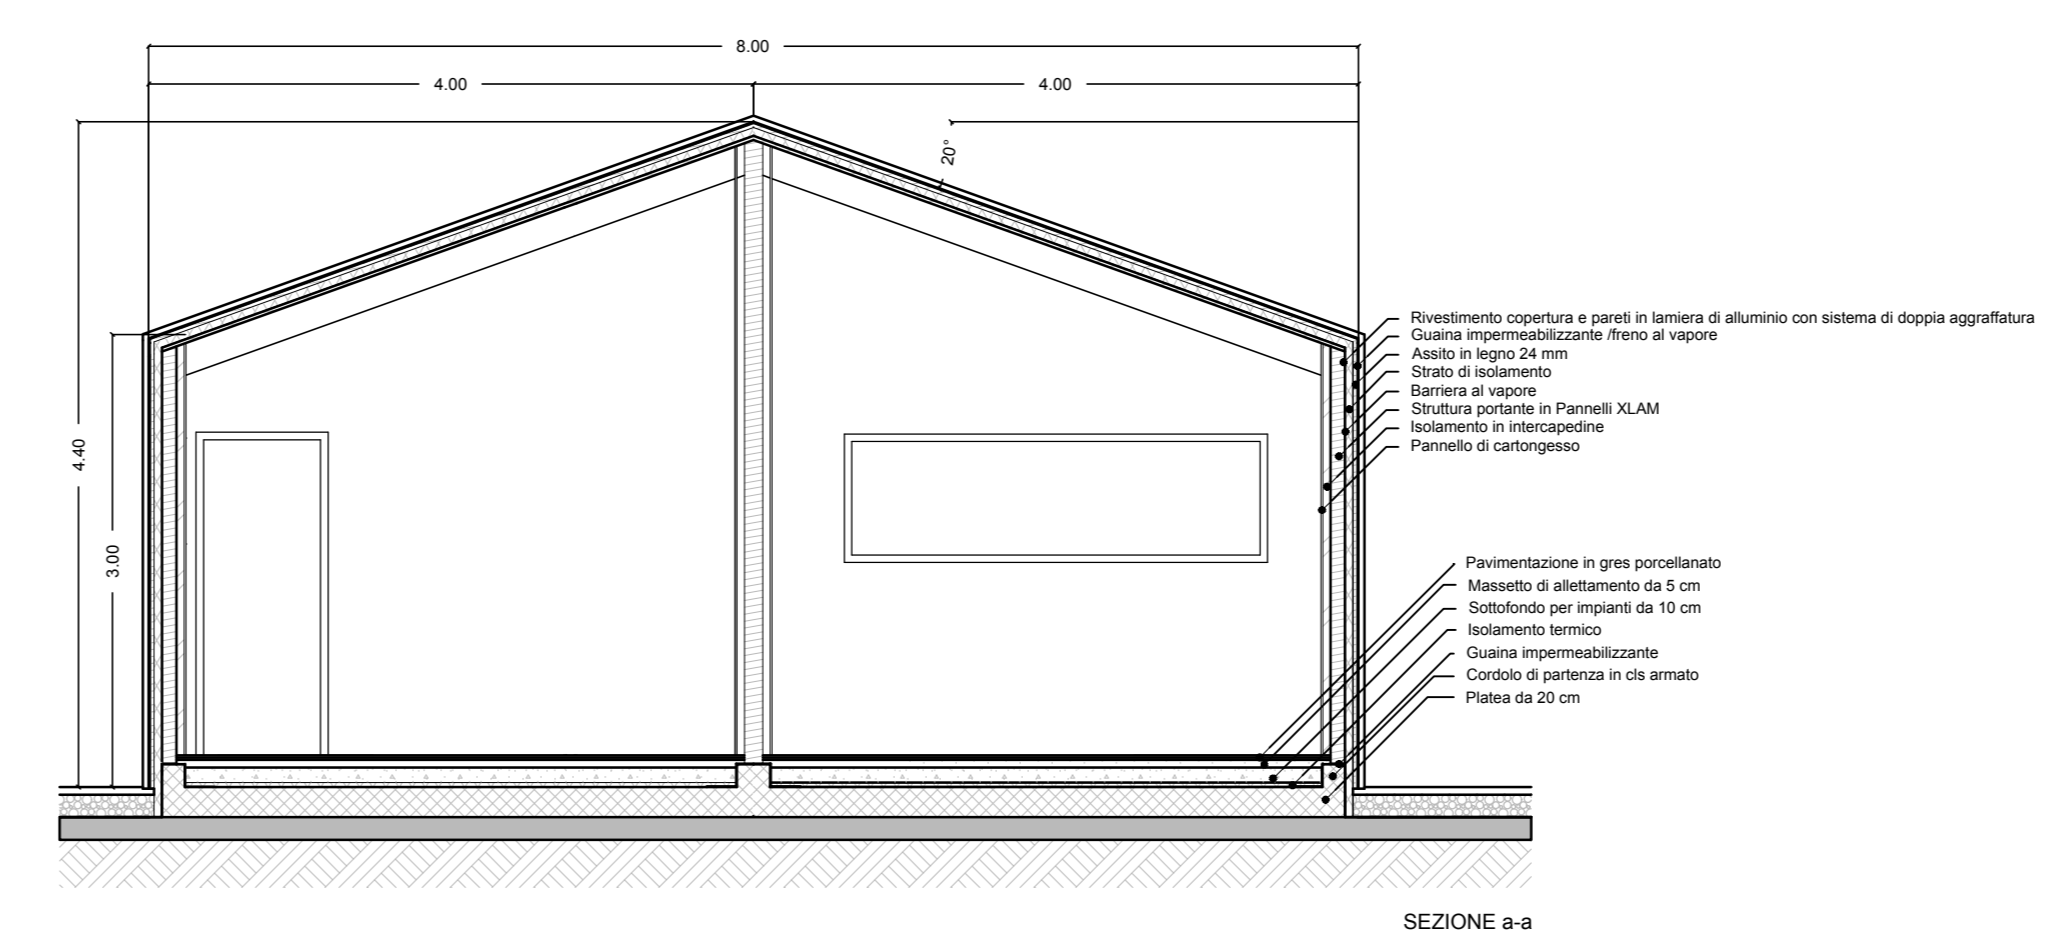 8.00
4.00
4.00
20°
4.40
3.00
Rivestimento copertura e pareti in lamiera di alluminio con sistema di doppia aggraffatura
Guaina impermeabilizzante /freno al vapore
Assito in legno 24 mm
Strato di isolamento
Barriera al vapore
Struttura portante in Pannelli XLAM
Isolamento in intercapedine
Pannello di cartongesso
Pavimentazione in gres porcellanato
Massetto di allettamento da 5 cm
Sottofondo per impianti da 10 cm
Isolamento termico
Guaina impermeabilizzante
Cordolo di partenza in cls armato
Platea da 20 cm
SEZIONE a-a